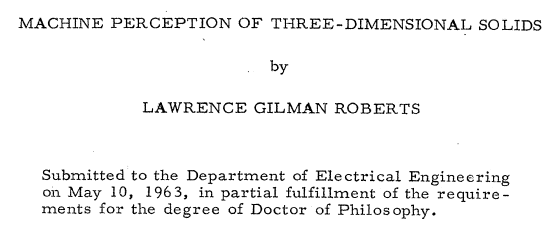 MACHINE PERCEPTION OF THREE-DIMENSIONAL SOLIDS
by
LAWRENCE GILMAN ROBERTS
Submitted to the Department of Electrical Engineering
on May 10, 1963, in partial fulfillment of the require-
ments for the degree of Doctor of Philosophy.